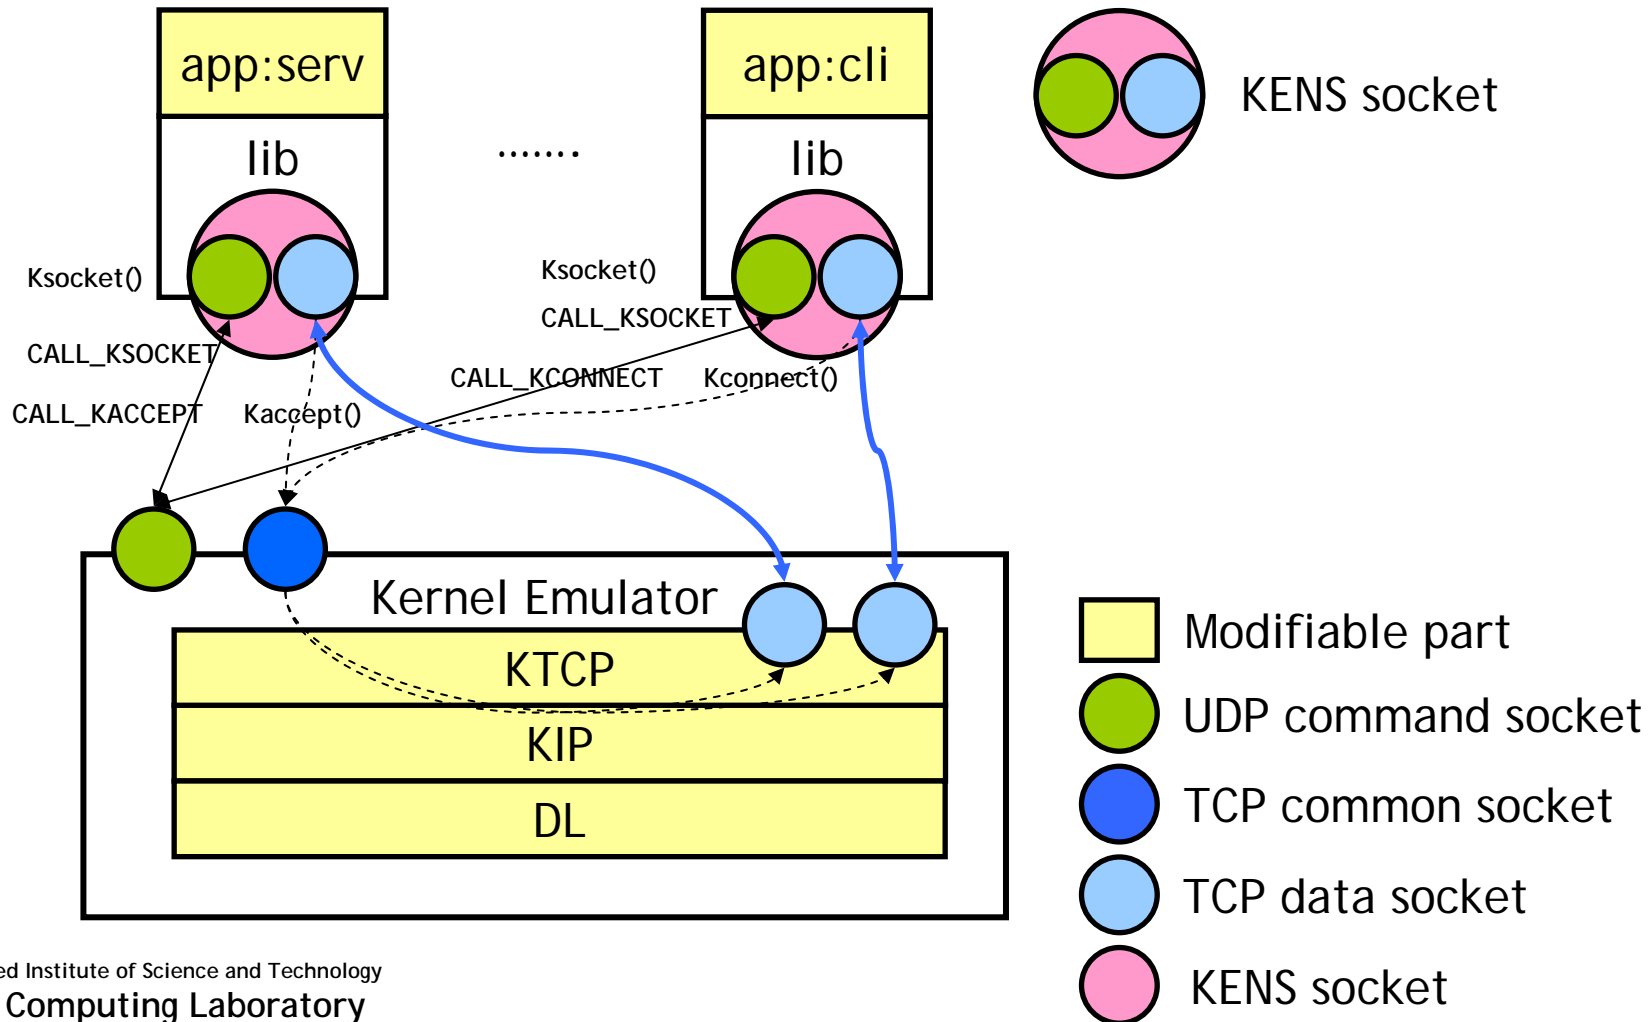 app:serv
app:cli
KENS socket
lib
.......
lib
Ksocket()
Ksocket()
CALL_KSOCKET
CALL_KSOCKET
CALL_KCONNECT
Kconnect()
CALL_KACCEPT
Kaccept()
Kernel Emulator
KTCP
KIP
DL
Modifiable part
UDP command socket
TCP common socket
TCP data socket
KENS socket
ed Institute of Science and Technology
Computing Laboratory